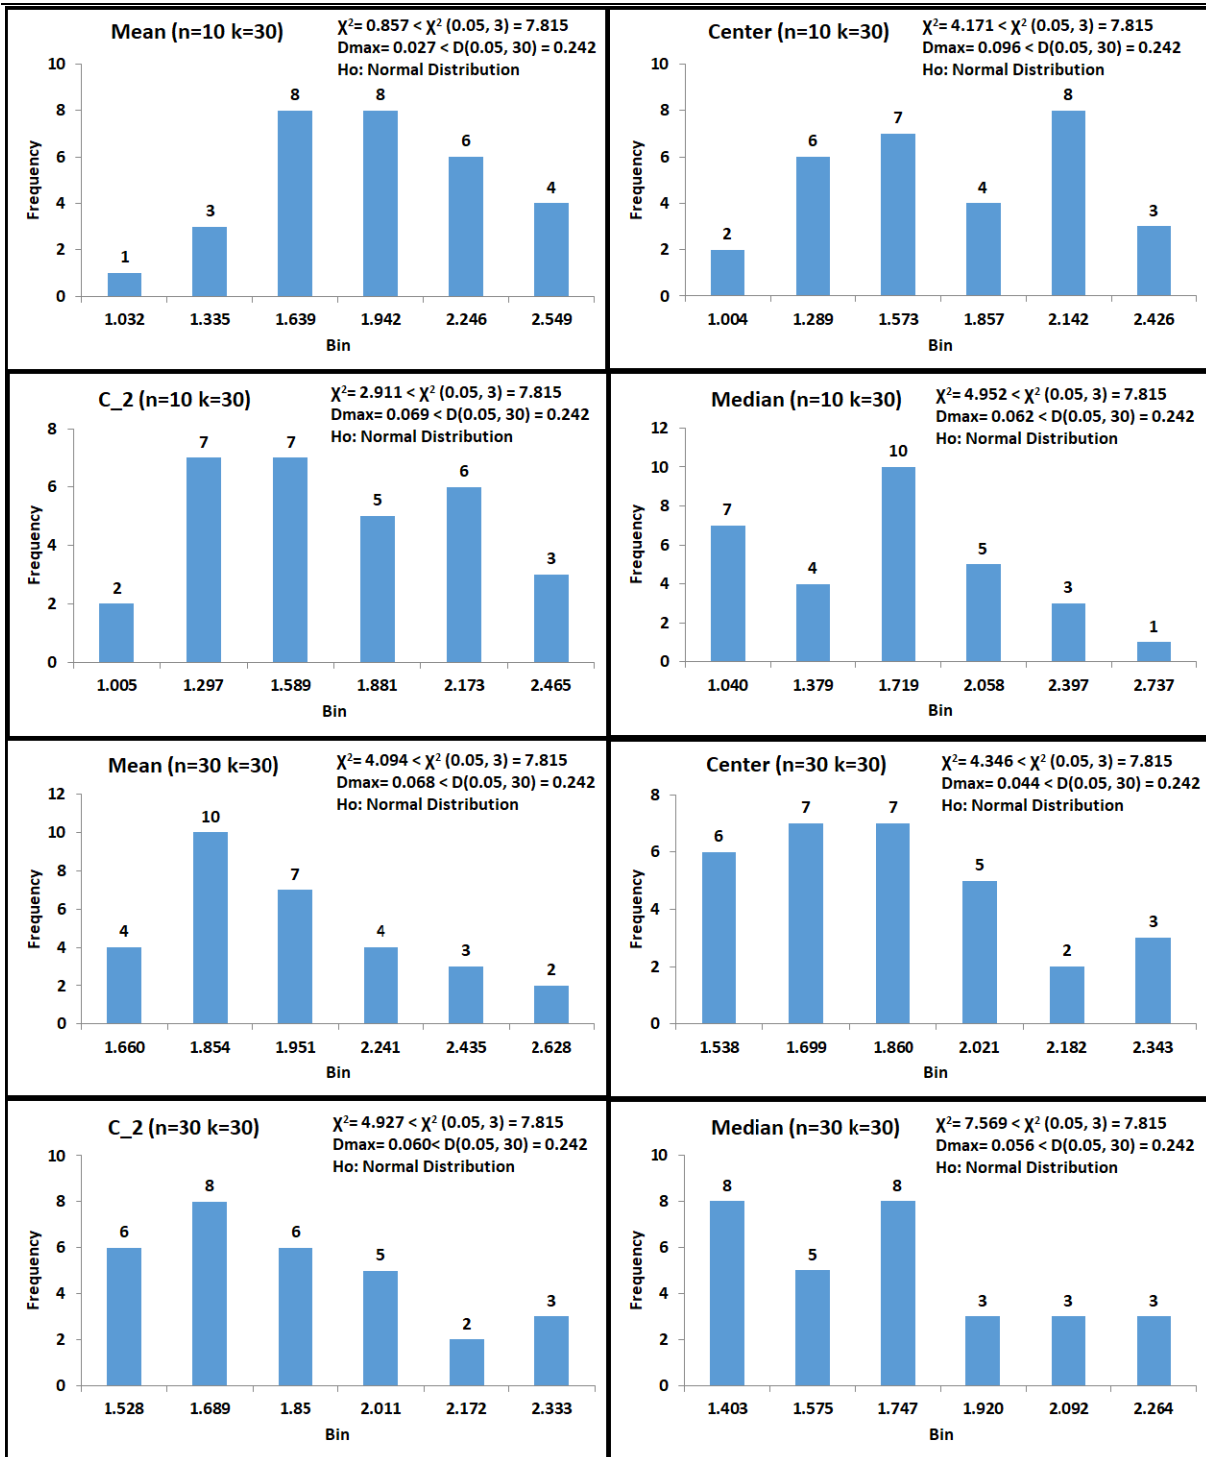 Mean (n=10 k=30)
χ²= 0.857 < χ² (0.05, 3) = 7.815
Dmax= 0.027 < D(0.05, 30) = 0.242
Ho: Normal Distribution
Frequency
10
8
6
4
2
0
1
3
8
8
6
4
1.032 1.335 1.639 1.942 2.246 2.549
Bin
Center (n=10 k=30)
χ²= 4.171 < χ² (0.05, 3) = 7.815
Dmax= 0.096 < D(0.05, 30) = 0.242
Ho: Normal Distribution
Frequency
10
8
6
4
2
0
2
6
7
4
8
3
1.004 1.289 1.573 1.857 2.142 2.426
Bin
C_2 (n=10 k=30)
χ²= 2.911 < χ² (0.05, 3) = 7.815
Dmax= 0.069 < D(0.05, 30) = 0.242
Ho: Normal Distribution
Frequency
8
6
4
2
0
2
7
7
5
6
3
1.005 1.297 1.589 1.881 2.173 2.465
Bin
Median (n=10 k=30)
χ²= 4.952 < χ² (0.05, 3) = 7.815
Dmax= 0.062 < D(0.05, 30) = 0.242
Ho: Normal Distribution
Frequency
12
10
8
6
4
2
0
7
4
10
5
3
1
1.040 1.379 1.719 2.058 2.397 2.737
Bin
Mean (n=30 k=30)
χ²= 4.094 < χ² (0.05, 3) = 7.815
Dmax= 0.068 < D(0.05, 30) = 0.242
Ho: Normal Distribution
Frequency
12
10
8
6
4
2
0
4
10
7
4
3
2
1.660 1.854 1.951 2.241 2.435 2.628
Bin
Center (n=30 k=30)
χ²= 4.346 < χ² (0.05, 3) = 7.815
Dmax= 0.044 < D(0.05, 30) = 0.242
Ho: Normal Distribution
Frequency
8
6
4
2
0
6
7
7
5
2
3
1.538 1.699 1.860 2.021 2.182 2.343
Bin
C_2 (n=30 k=30)
χ²= 4.927 < χ² (0.05, 3) = 7.815
Dmax= 0.060< D(0.05, 30) = 0.242
Ho: Normal Distribution
Frequency
10
8
6
4
2
0
6
8
6
5
2
3
1.528 1.689 1.85 2.011 2.172 2.333
Bin
Median (n=30 k=30)
χ²= 7.569 < χ² (0.05, 3) = 7.815
Dmax= 0.056 < D(0.05, 30) = 0.242
Ho: Normal Distribution
Frequency
10
8
6
4
2
0
8
5
8
3
3
3
1.403 1.575 1.747 1.920 2.092 2.264
Bin